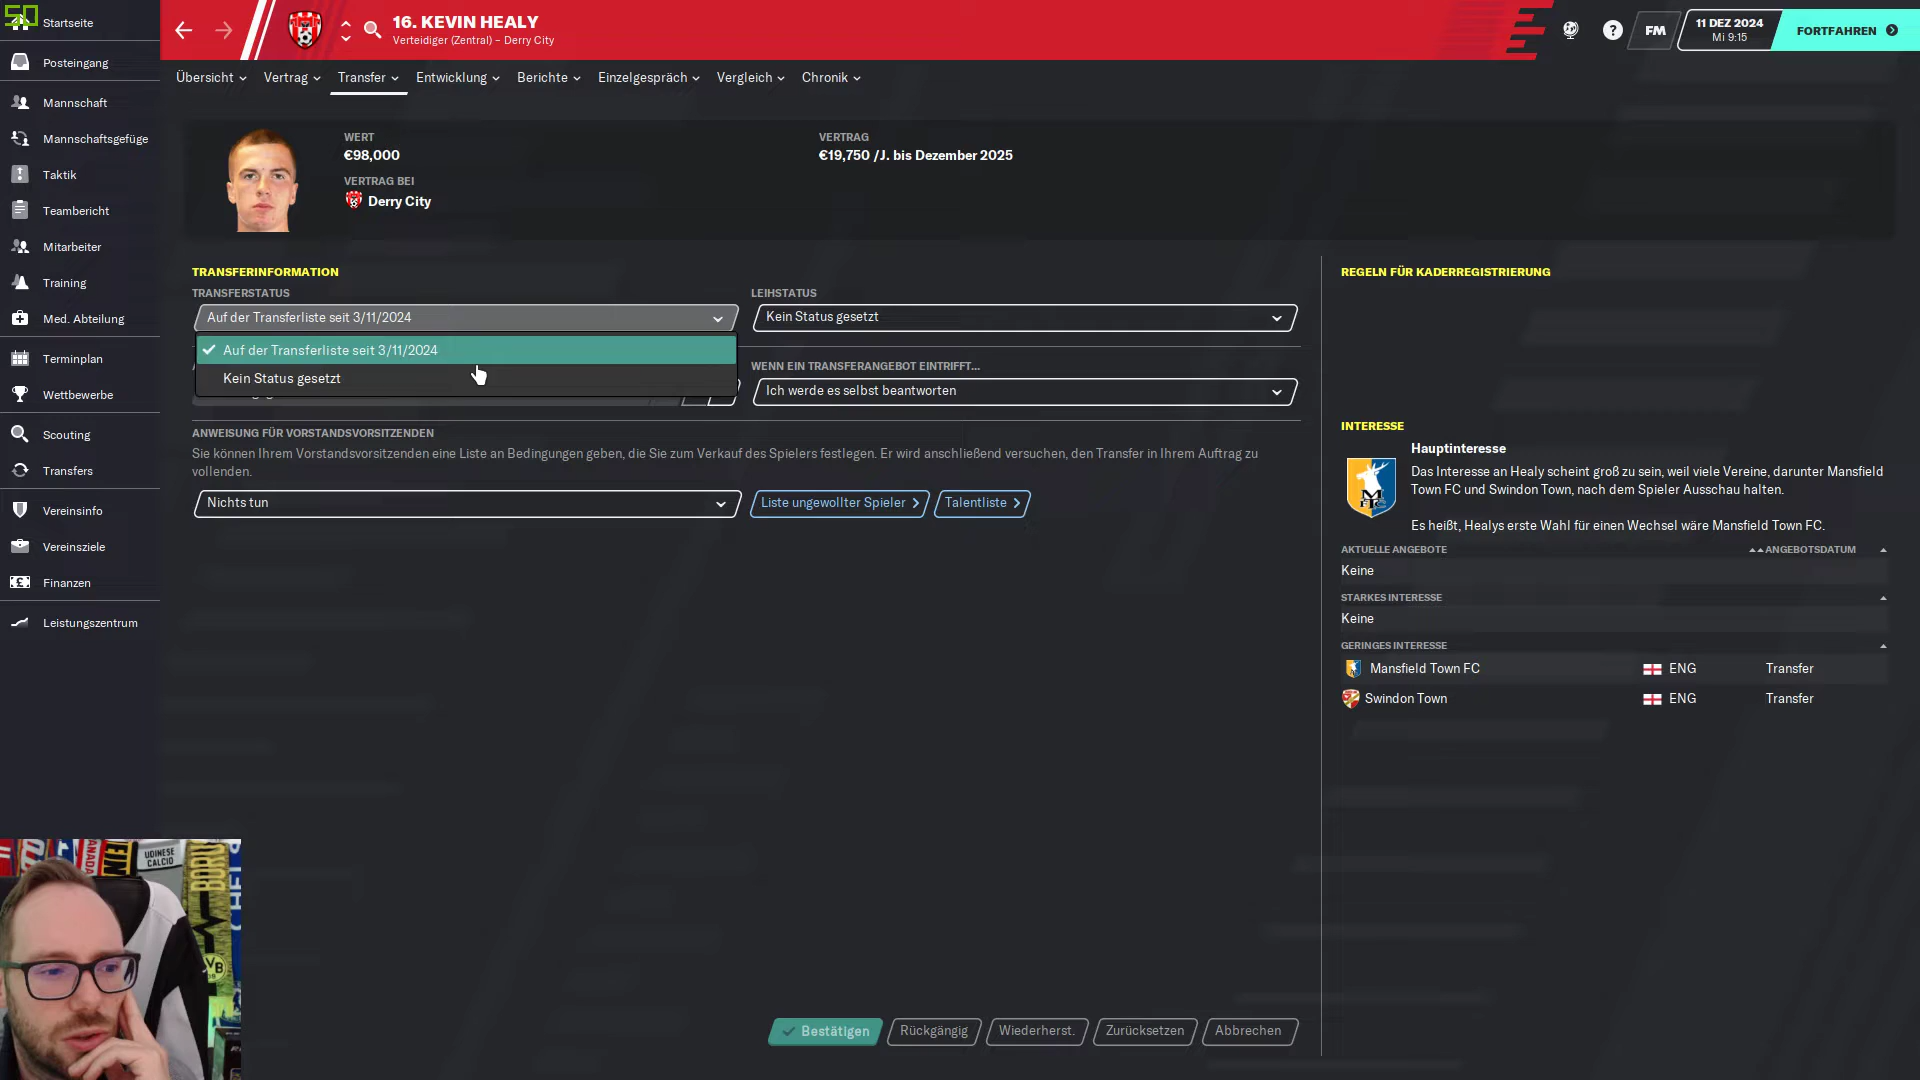 50
Startseite
Posteingang
Mannschaft
Mannschaftsgefüge
Taktik
Teambericht
Mitarbeiter
Training
Med. Abteilung
Terminplan
Wettbewerbe
Scouting
Transfers
Vereinsinfo
Vereinsziele
Finanzen
Leistungszentrum
16. KEVIN HEALY
Verteidiger (Zentral) – Derry City
FM
11 DEZ 2024
Mi 9:15
FORTFAHREN
Übersicht
Vertrag
Transfer
Entwicklung
Berichte
Einzelgespräch
Vergleich
Chronik
WERT
€98,000
VERTRAG BEI
Derry City
VERTRAG
€19,750 /J. bis Dezember 2025
TRANSFERINFORMATION
TRANSFERSTATUS
Auf der Transferliste seit 3/11/2024
Auf der Transferliste seit 3/11/2024
Kein Status gesetzt
LEIHSTATUS
Kein Status gesetzt
WENN EIN TRANSFERANGEBOT EINTRIFFT...
Ich werde es selbst beantworten
ANWEISUNG FÜR VORSTANDSVORSITZENDEN
Sie können Ihrem Vorstandsvorsitzenden eine Liste an Bedingungen geben, die Sie zum Verkauf des Spielers festlegen. Er wird anschließend versuchen, den Transfer in Ihrem Auftrag zu
vollenden.
Nichts tun
Liste ungewollter Spieler
Talentliste
REGELN FÜR KADERREGISTRIERUNG
INTERESSE
Hauptinteresse
Das Interesse an Healy scheint groß zu sein, weil viele Vereine, darunter Mansfield
Town FC und Swindon Town, nach dem Spieler Ausschau halten.
Es heißt, Healys erste Wahl für einen Wechsel wäre Mansfield Town FC.
AKTUELLE ANGEBOTE
ANGEBOTSDATUM
Keine
STARKES INTERESSE
Keine
GERINGES INTERESSE
Mansfield Town FC ENG Transfer
Swindon Town ENG Transfer
Bestätigen
Rückgängig
Wiederherst.
Zurücksetzen
Abbrechen
UDINESE
CALCIO
BVB